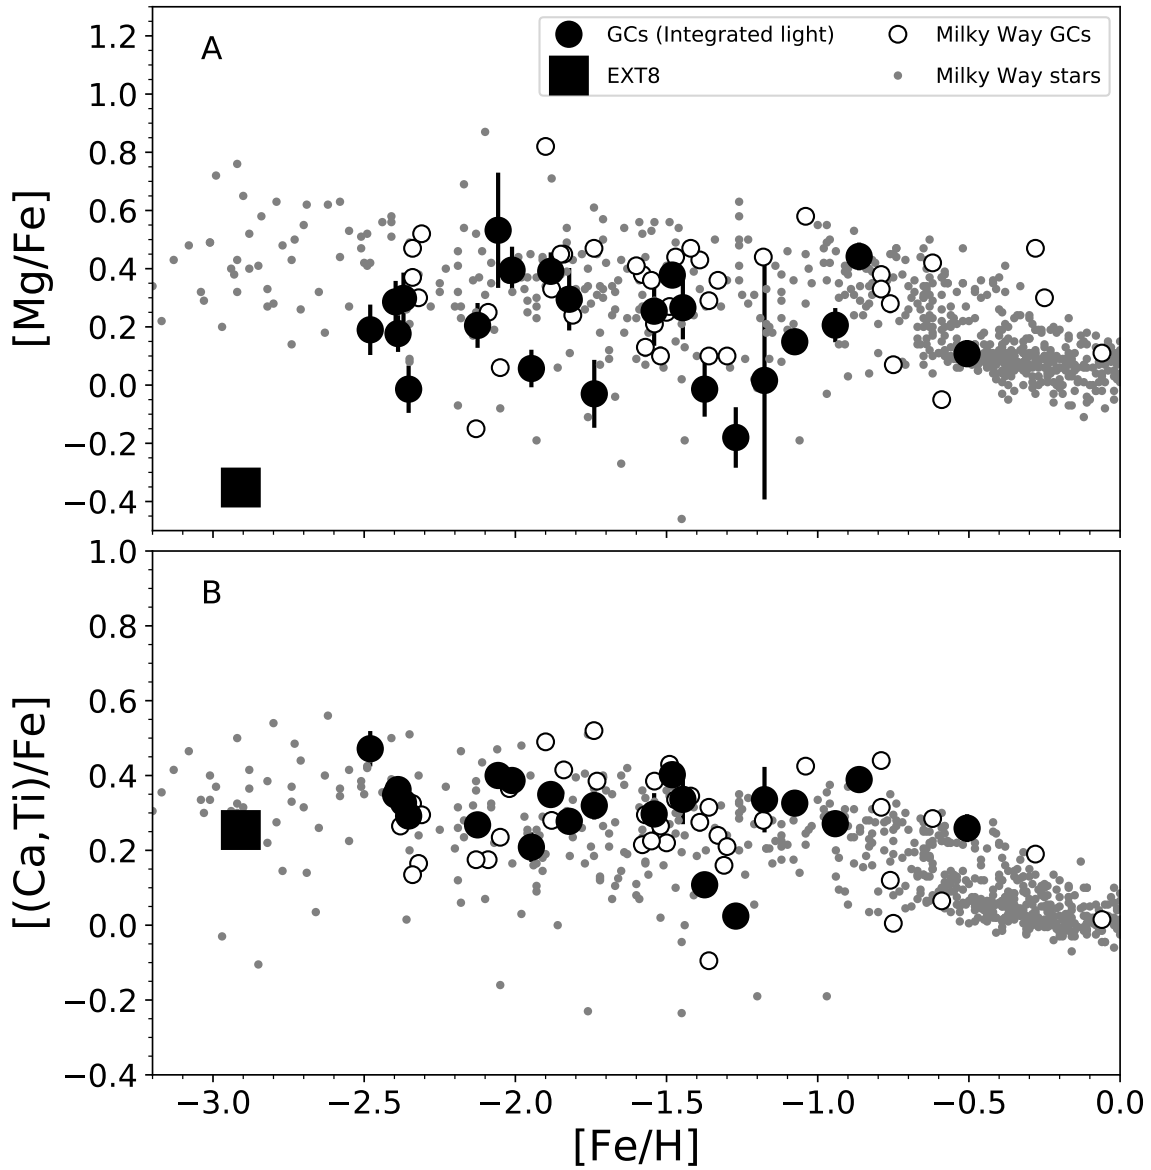 A
GCs (Integrated light)
Milky Way GCs
EXT8
Milky Way stars
[Mg/Fe]
1.2
1.0
0.8
0.6
0.4
0.2
0.0
−0.2
−0.4
B
[(Ca,Ti)/Fe]
1.0
0.8
0.6
0.4
0.2
0.0
−0.2
−0.4
−3.0 −2.5 −2.0 −1.5 −1.0 −0.5 0.0
[Fe/H]